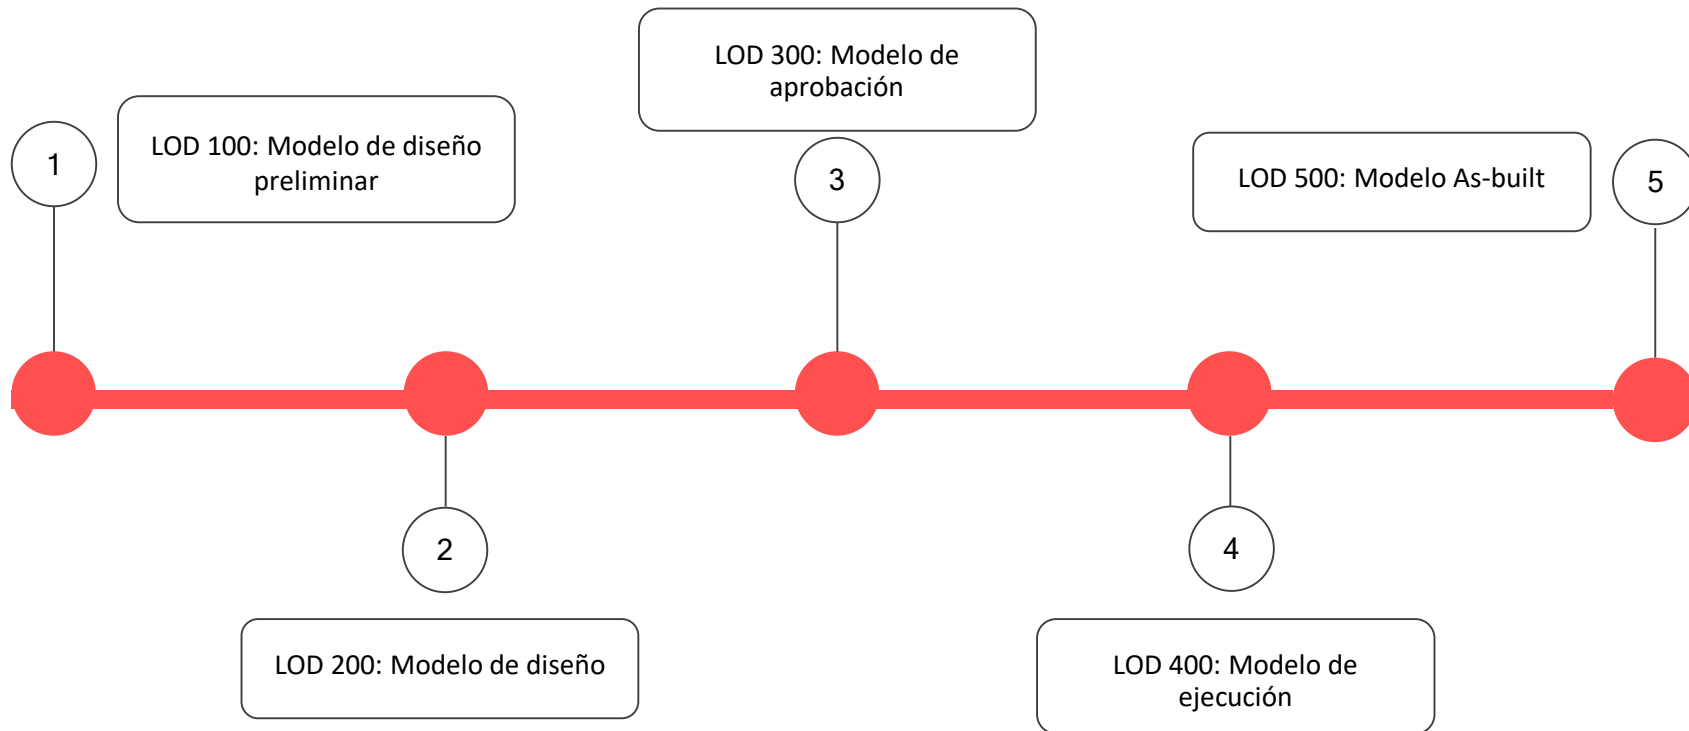 1
LOD 100: Modelo de diseño
preliminar
2
LOD 200: Modelo de diseño
3
LOD 300: Modelo de
aprobación
4
LOD 400: Modelo de
ejecución
5
LOD 500: Modelo As-built